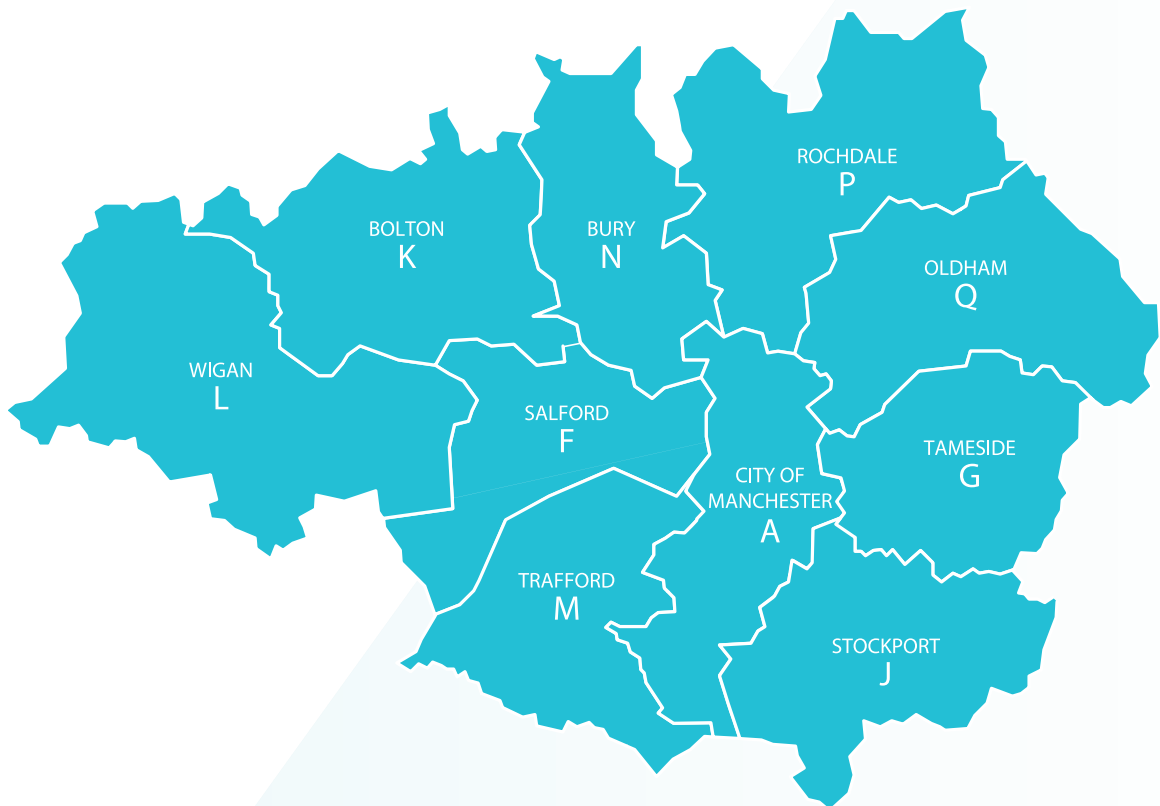 ROCHDALE
P
BOLTON
K
BURY
N
OLDHAM
Q
WIGAN
L
SALFORD
F
TAMESIDE
G
CITY OF
MANCHESTER
A
TRAFFORD
M
STOCKPORT
J